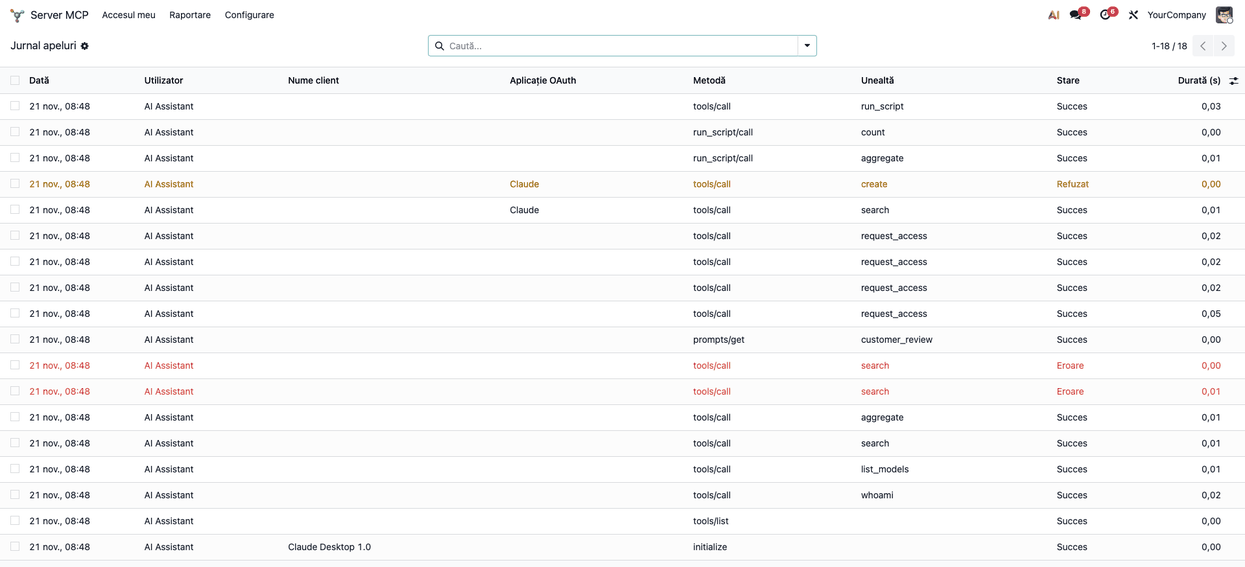 Server MCP Accesul meu Raportare Configurare AI 8 6 YourCompany
Jurnal apeluri Caută... 1-18 / 18
Dată Utilizator Nume client Aplicație OAuth Metodă Unealtă Stare Durată (s)
21 nov., 08:48 AI Assistant tools/call run_script Succes 0,03
21 nov., 08:48 AI Assistant run_script/call count Succes 0,00
21 nov., 08:48 AI Assistant run_script/call aggregate Succes 0,01
21 nov., 08:48 AI Assistant Claude tools/call create Refuzat 0,00
21 nov., 08:48 AI Assistant Claude tools/call search Succes 0,01
21 nov., 08:48 AI Assistant tools/call request_access Succes 0,02
21 nov., 08:48 AI Assistant tools/call request_access Succes 0,02
21 nov., 08:48 AI Assistant tools/call request_access Succes 0,02
21 nov., 08:48 AI Assistant tools/call request_access Succes 0,05
21 nov., 08:48 AI Assistant prompts/get customer_review Succes 0,00
21 nov., 08:48 AI Assistant tools/call search Eroare 0,00
21 nov., 08:48 AI Assistant tools/call search Eroare 0,01
21 nov., 08:48 AI Assistant tools/call aggregate Succes 0,01
21 nov., 08:48 AI Assistant tools/call search Succes 0,01
21 nov., 08:48 AI Assistant tools/call list_models Succes 0,01
21 nov., 08:48 AI Assistant tools/call whoami Succes 0,02
21 nov., 08:48 AI Assistant tools/list Succes 0,00
21 nov., 08:48 AI Assistant Claude Desktop 1.0 initialize Succes 0,00